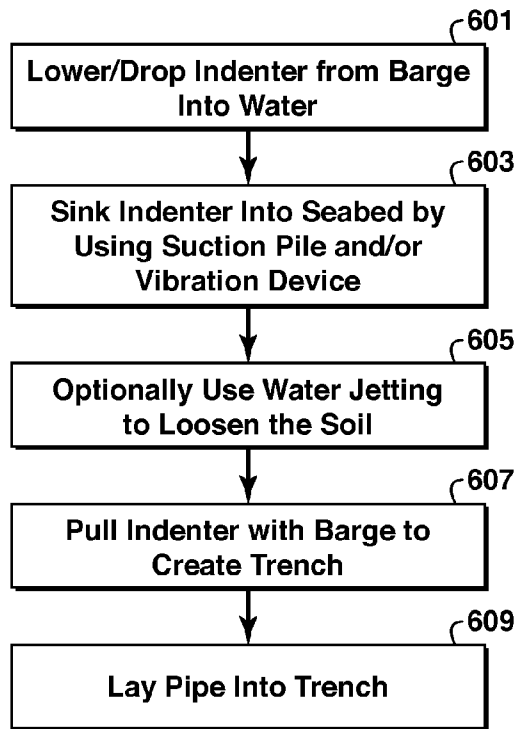 601
Lower/Drop Indenter from Barge
Into Water
603
Sink Indenter Into Seabed by
Using Suction Pile and/or
Vibration Device
605
Optionally Use Water Jetting
to Loosen the Soil
607
Pull Indenter with Barge to
Create Trench
609
Lay Pipe Into Trench